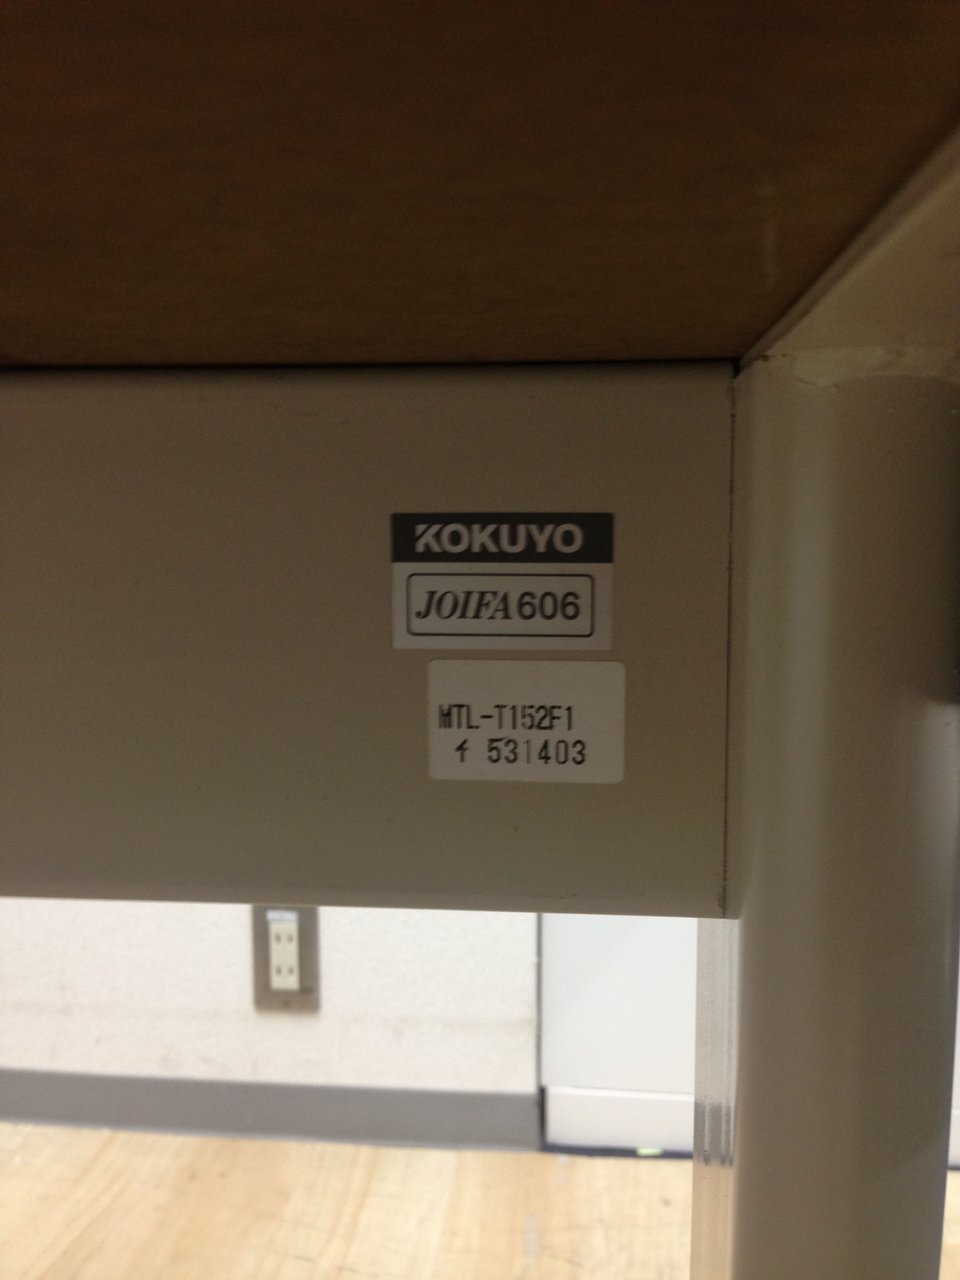 KOKUYO
JOIFA606
MTL-T152F1
イ 531403